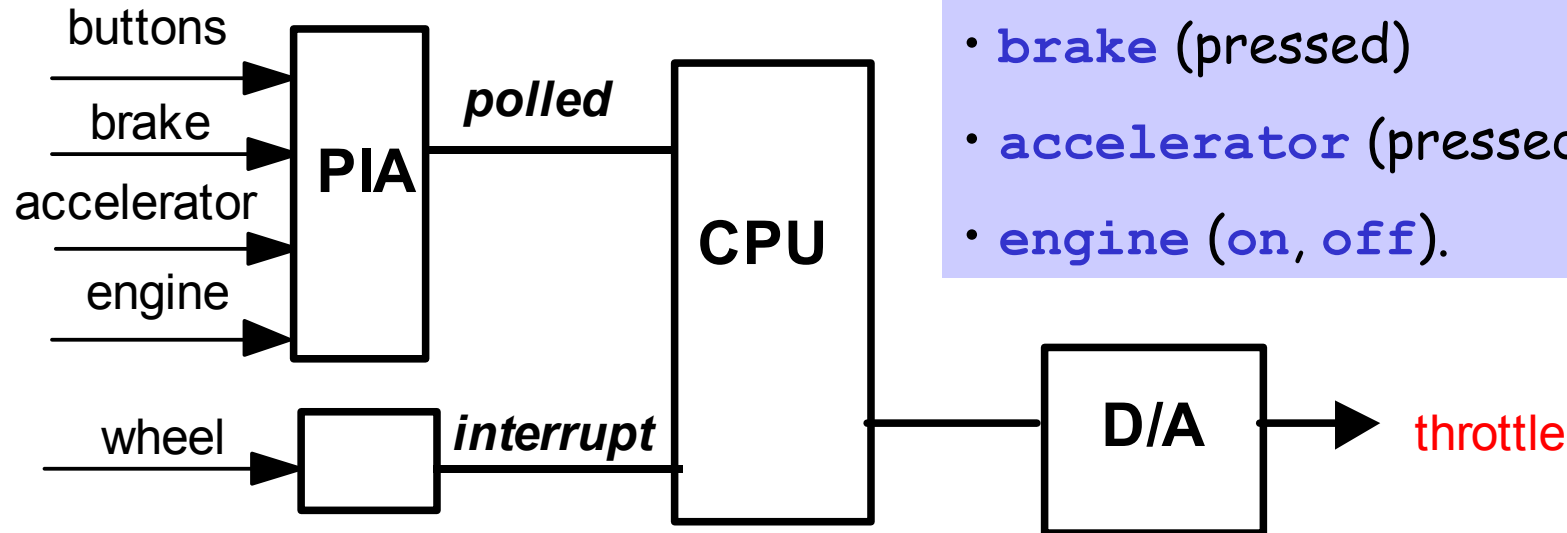 buttons
brake
accelerator
engine
wheel
PIA
polled
interrupt
CPU
D/A
throttle
• brake (pressed)
• accelerator (pressed
• engine (on, off).